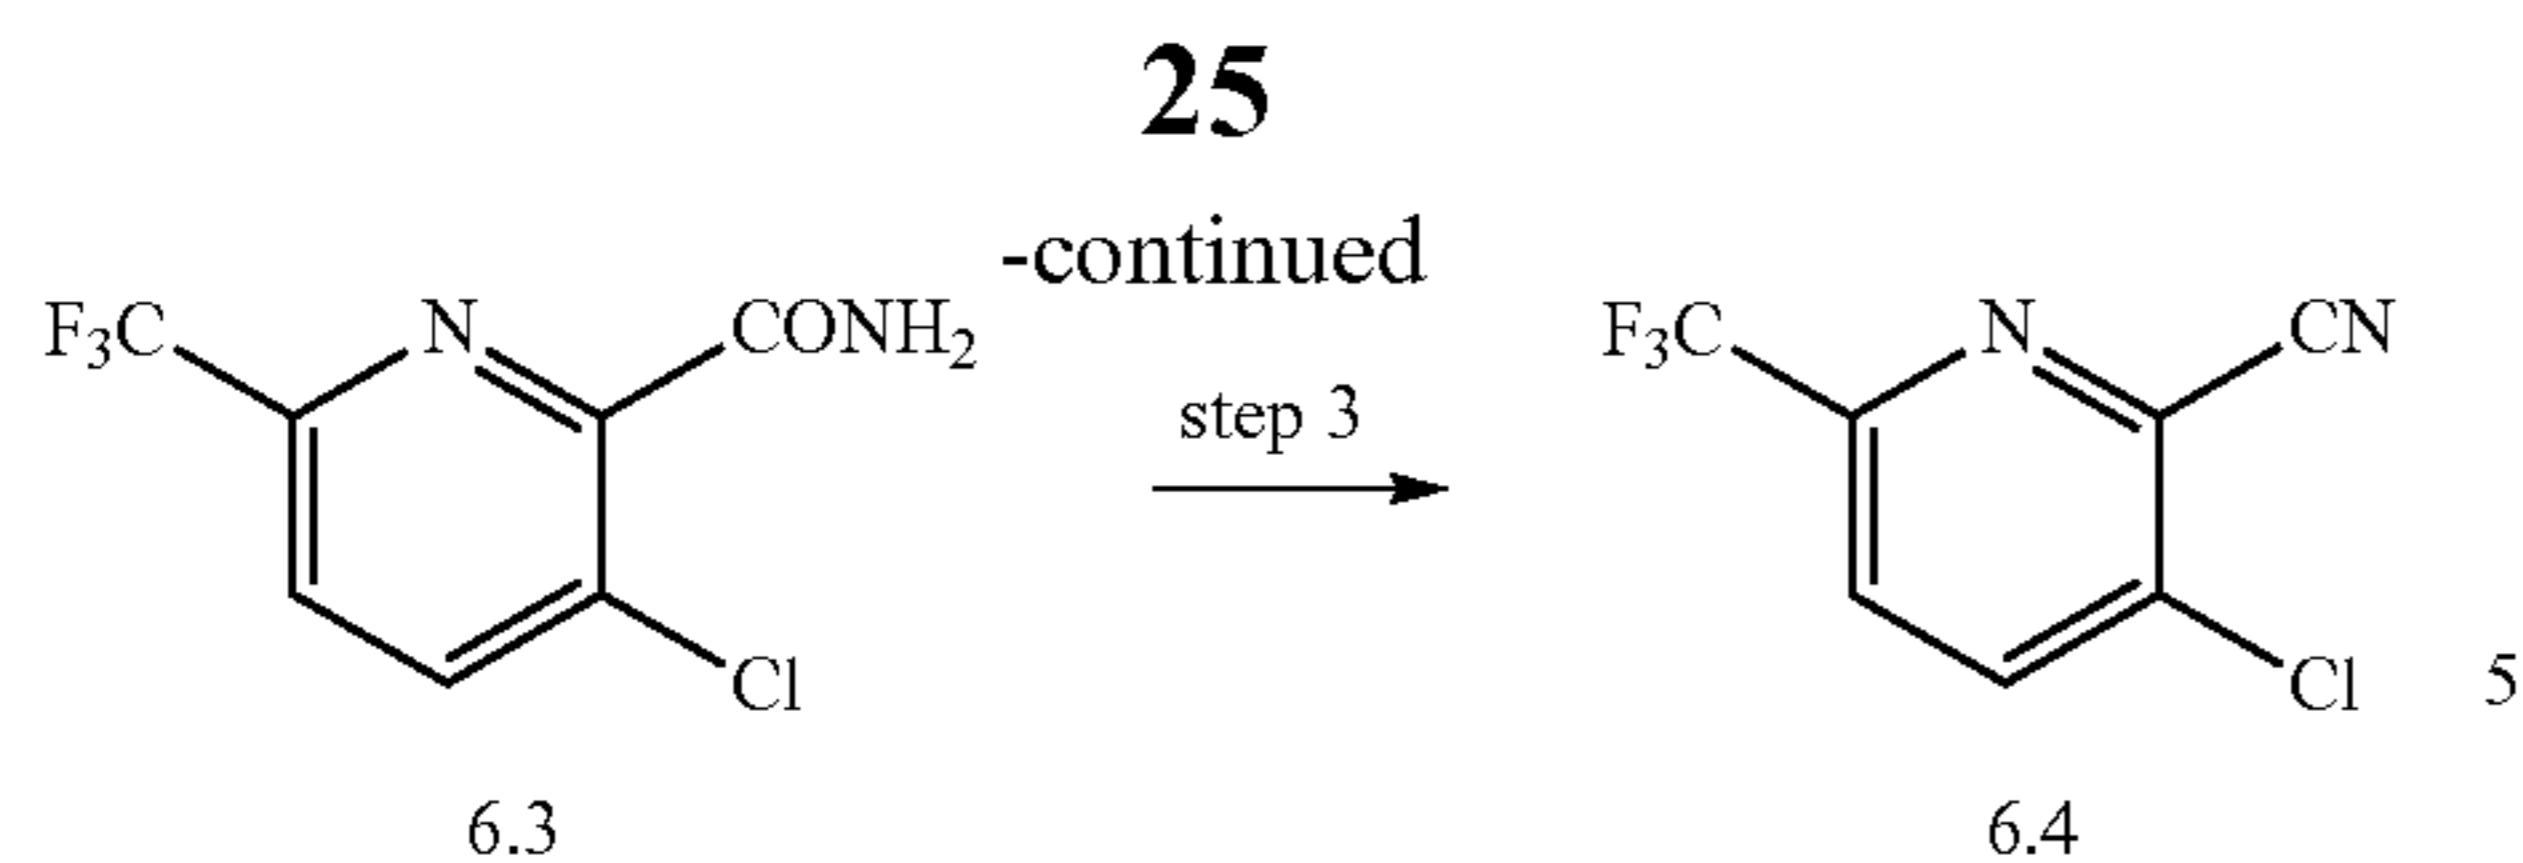 25
-continued
F3C N CONH2 F3C N CN
step 3
Cl Cl 5
6.3 6.4